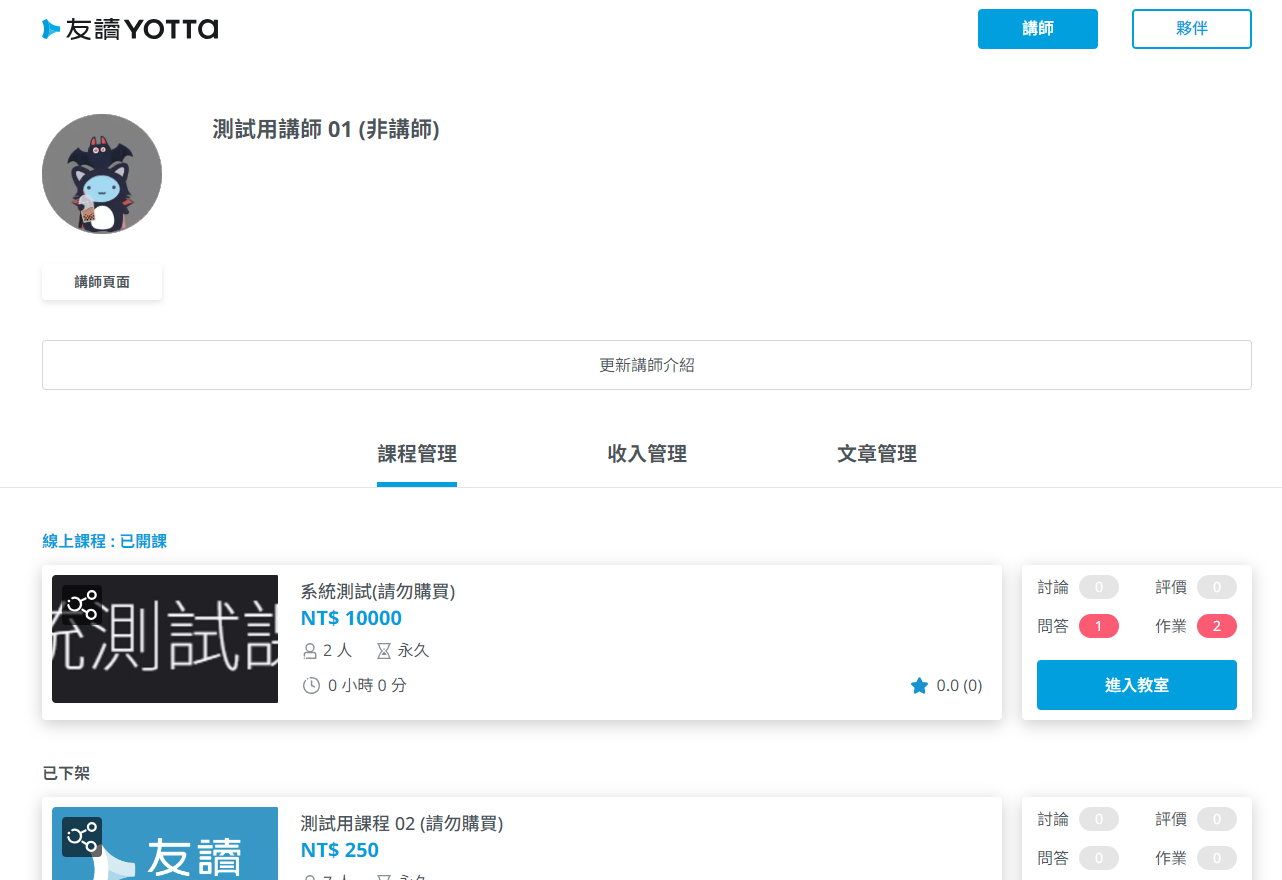 友讀 YOTTA
講師
夥伴
測試用講師 01 (非講師)
講師頁面
更新講師介紹
課程管理
收入管理
文章管理
線上課程 : 已開課
統測試課
系統測試(請勿購買)
NT$ 10000
2 人 永久
0 小時 0 分
0.0 (0)
討論 0 評價 0
問答 1 作業 2
進入教室
已下架
友讀
測試用課程 02 (請勿購買)
NT$ 250
7 人 永久
討論 0 評價 0
問答 0 作業 0